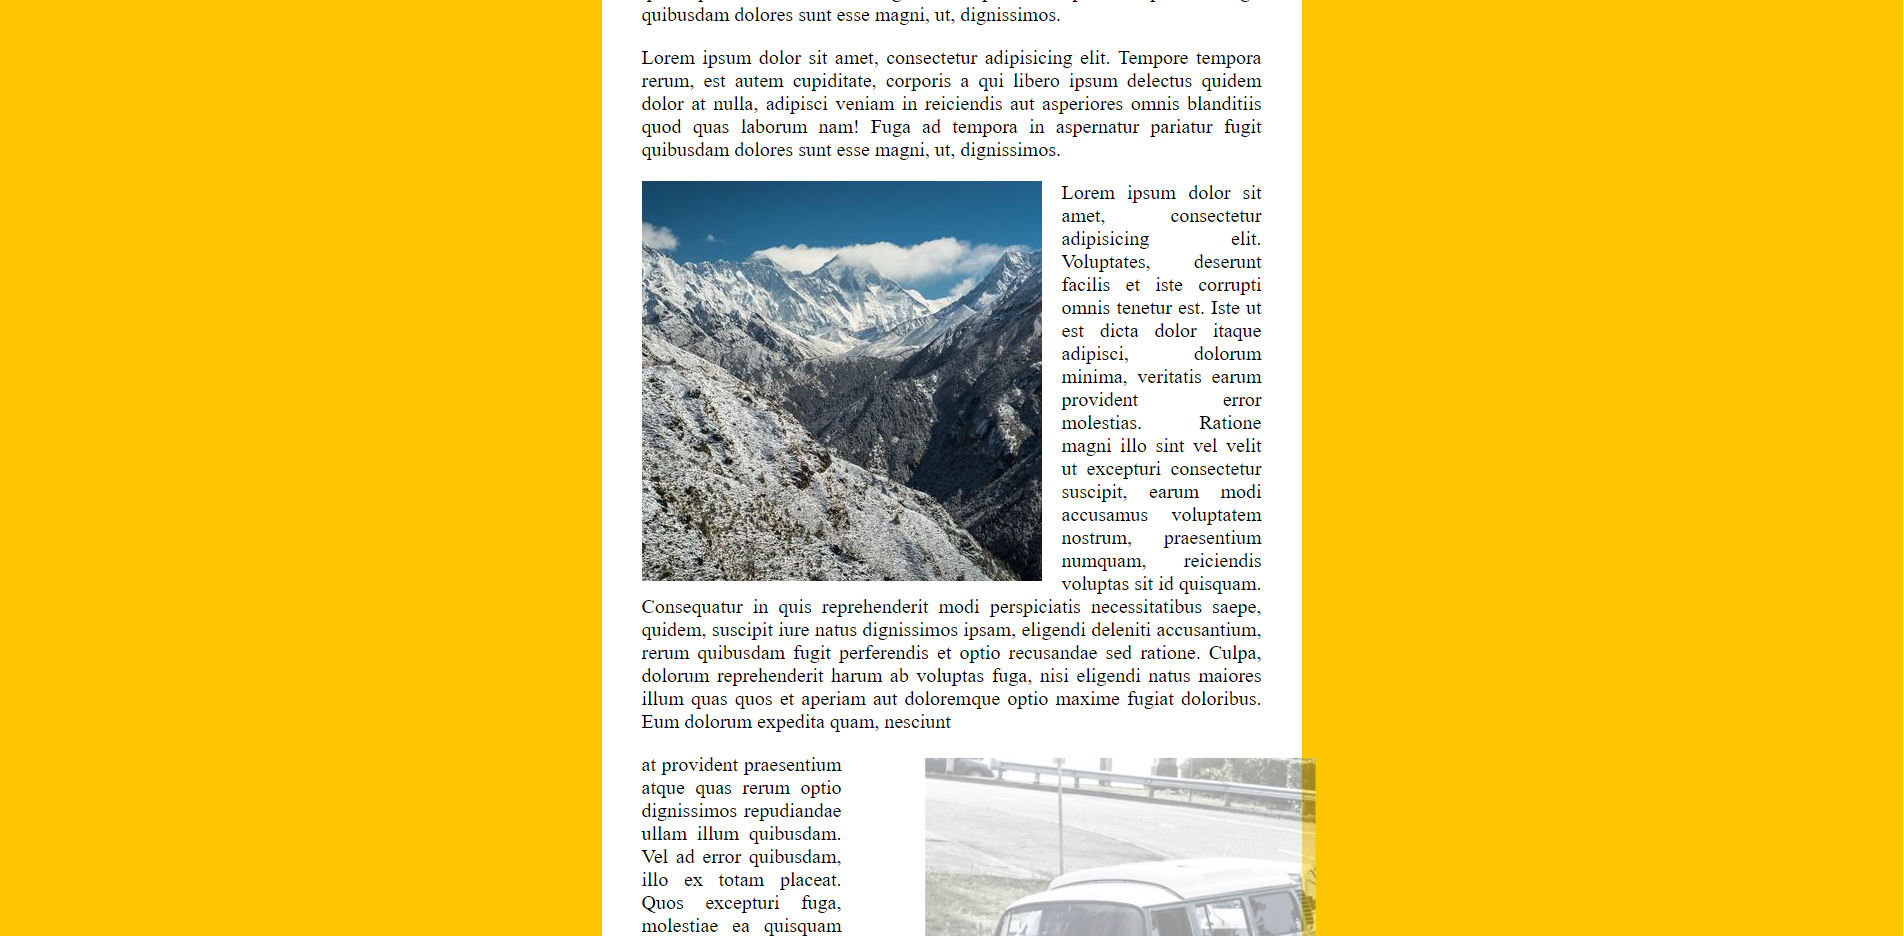 quibusdam dolores sunt esse magni, ut, dignissimos.
Lorem ipsum dolor sit amet, consectetur adipisicing elit. Tempore tempora
rerum, est autem cupiditate, corporis a qui libero ipsum delectus quidem
dolor at nulla, adipisci veniam in reiciendis aut asperiores omnis blanditiis
quod quas laborum nam! Fuga ad tempora in aspernatur pariatur fugit
quibusdam dolores sunt esse magni, ut, dignissimos.
Lorem ipsum dolor sit
amet, consectetur
adipisicing elit.
Voluptates, deserunt
facilis et iste corrupti
omnis tenetur est. Iste ut
est dicta dolor itaque
adipisci, dolorum
minima, veritatis earum
provident error
molestias. Ratione
magni illo sint vel velit
ut excepturi consectetur
suscipit, earum modi
accusamus voluptatem
nostrum, praesentium
numquam, reiciendis
voluptas sit id quisquam.
Consequatur in quis reprehenderit modi perspiciatis necessitatibus saepe,
quidem, suscipit iure natus dignissimos ipsam, eligendi deleniti accusantium,
rerum quibusdam fugit perferendis et optio recusandae sed ratione. Culpa,
dolorum reprehenderit harum ab voluptas fuga, nisi eligendi natus maiores
illum quas quos et aperiam aut doloremque optio maxime fugiat doloribus.
Eum dolorum expedita quam, nesciunt
at provident praesentium
atque quas rerum optio
dignissimos repudiandae
ullam illum quibusdam.
Vel ad error quibusdam,
illo ex totam placeat.
Quos excepturi fuga,
molestiae ea quisquam